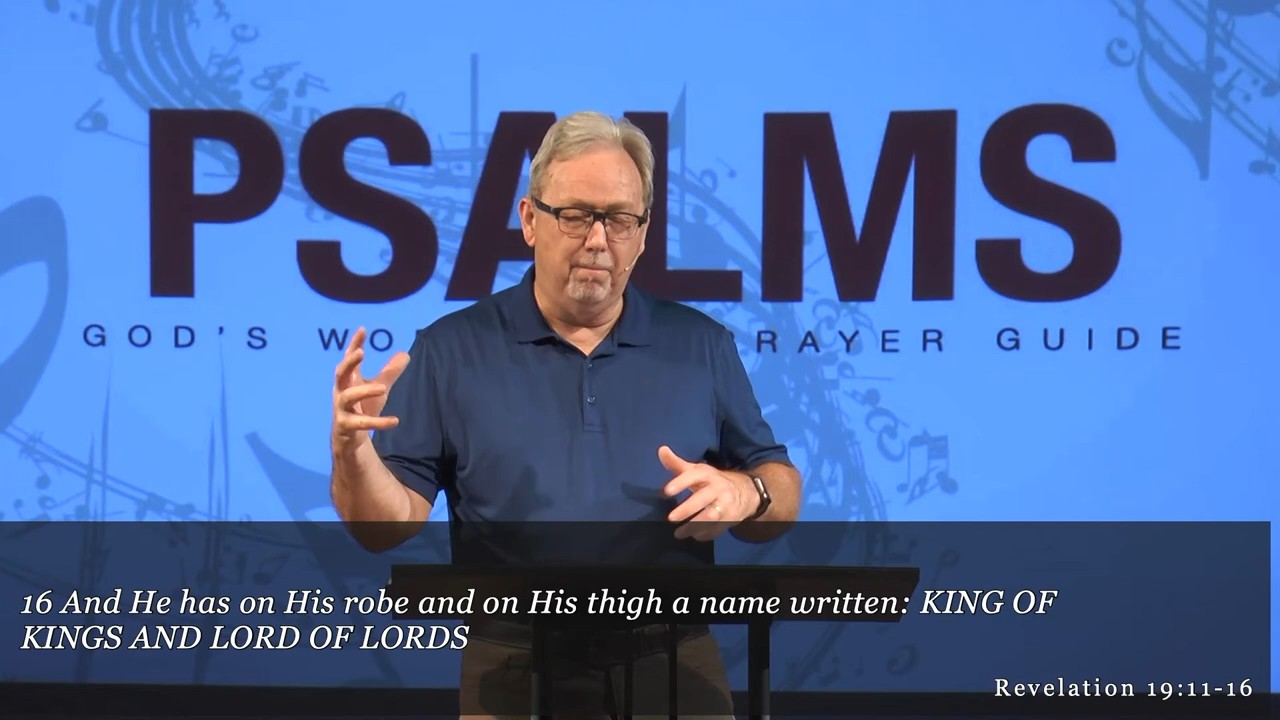 PSALMS
GOD'S WO RAYER GUIDE
16 And He has on His robe and on His thigh a name written: KING OF
KINGS AND LORD OF LORDS
Revelation 19:11-16